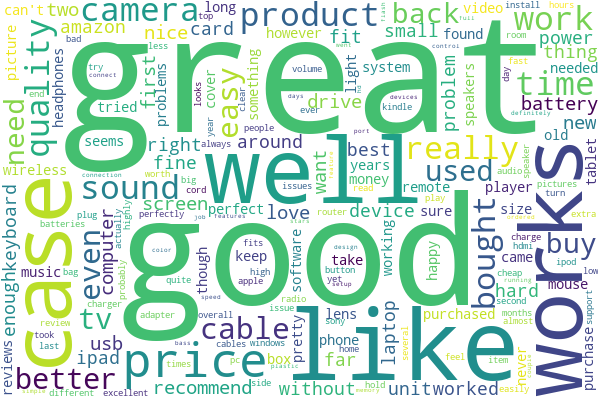 can't two
amazon
camera
long
top
flash
full
install
hours
product
back
work
picture
bad
nice
card
less
however
fit
small
video
found
room
power
thing
needed
fast
quality
need
headphones
end
try
connect
first
tried
seems
problems
cover
something
easy
looks
year
clear
always
great
volume
days
ever
people
light
system
drive
hd
devices
kindle
control
problem
speakers
day
port
definitely
time
battery
new
old
audio
speaker
tablet
wireless
connection
right
fine
around
worth
batteries
sound
big
cord
issues
well
want
best
years
money
read
really
used
remote
player
play
sure
size
pictures
turn
extra
ordered
case
even
computer
plug
actually
highly
perfectly
screen
perfect
job
features
love
router
stars
device
bought
buy
hdmi
charge
came
ipod
low
works
enough
keyboard
music
bag
probably
color
quite
though
fits
keep
high
apple
software
design
take
button
yet
setup
working
happy
hard
mouse
cheap
running
second
months
almost
support
purchase
reviews
last
review
took
tv
charger
usb
ipad
adapter
speed
good
issue
radio
overall
bass
cable
cables
windows
pc
pretty
box
sony
lens
phone
home
far
laptop
several
like
purchased
item
feel
never
couple
easily
better
simple
different
excellent
price
times
recommend
side
without
plastic
hold
memory
unit
worked
went